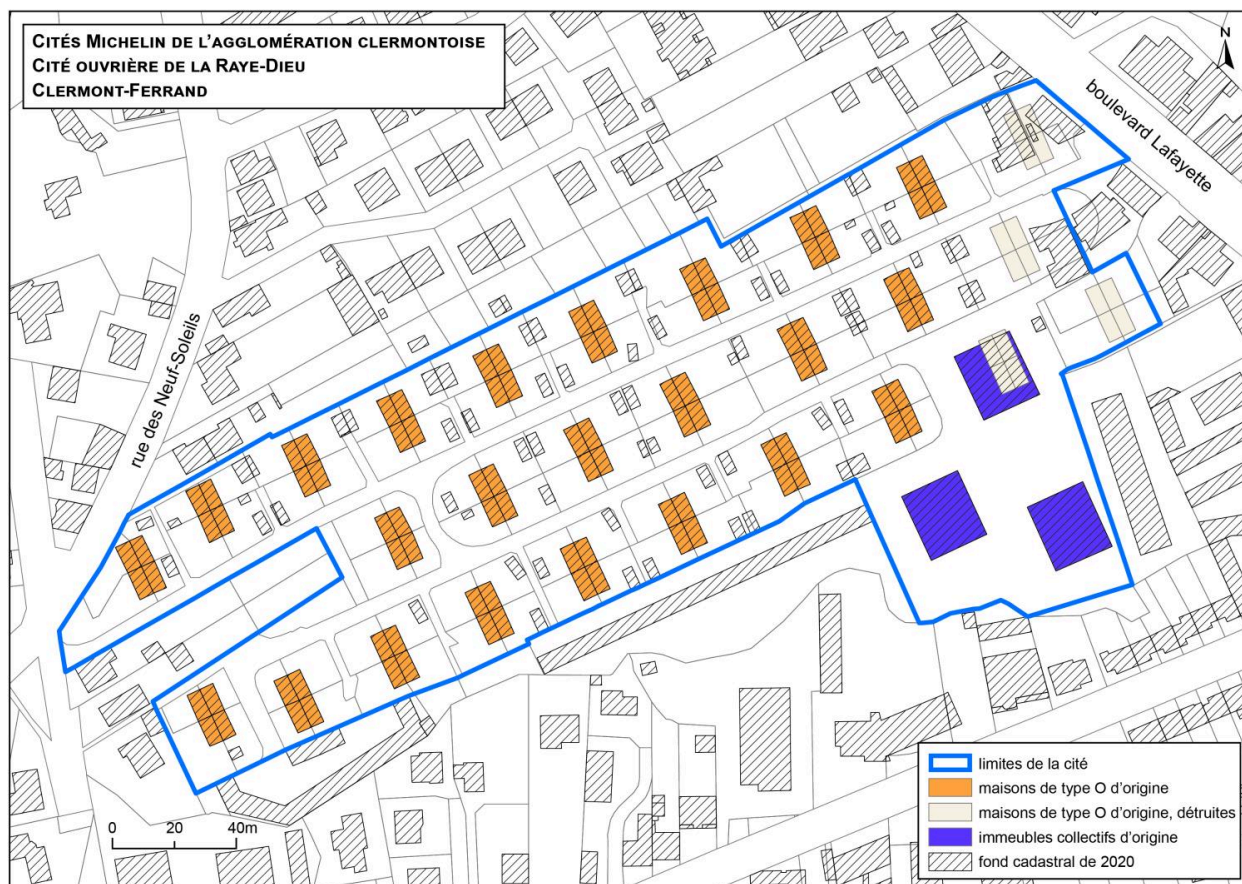 CITÉS MICHELIN DE L'AGGLOMÉRATION CLERMONTOISE
CITÉ OUVRIÈRE DE LA RAYE-DIEU
CLERMONT-FERRAND
N
boulevard Lafayette
rue des Neuf-Soleils
limites de la cité
maisons de type O d'origine
maisons de type O d'origine, détruites
immeubles collectifs d'origine
fond cadastral de 2020
0 20 40m